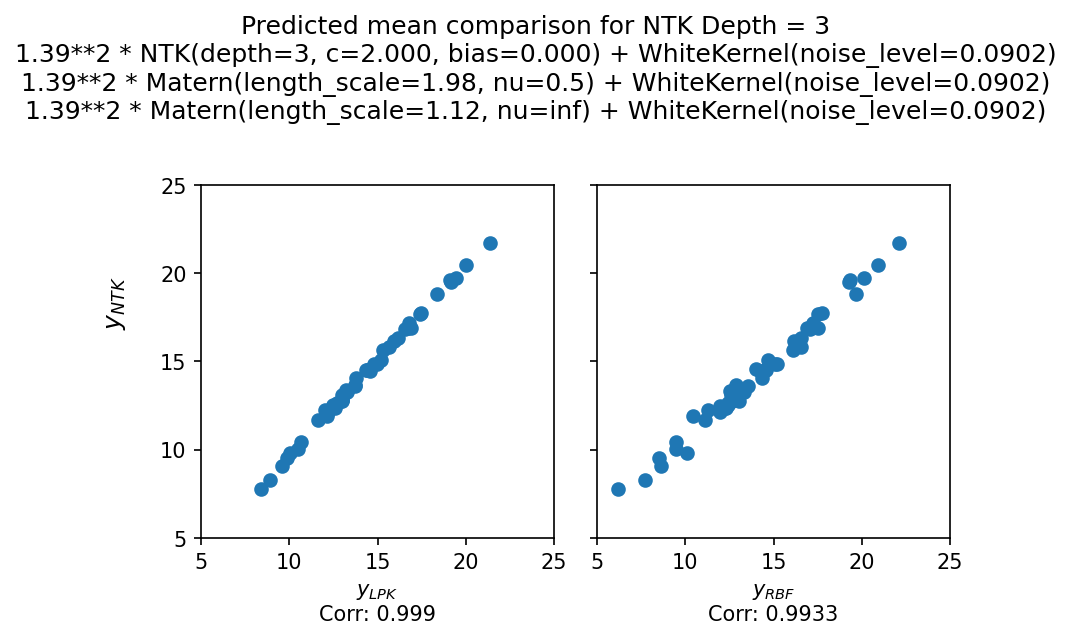 Predicted mean comparison for NTK Depth = 3
1.39**2 * NTK(depth=3, c=2.000, bias=0.000) + WhiteKernel(noise_level=0.0902)
1.39**2 * Matern(length_scale=1.98, nu=0.5) + WhiteKernel(noise_level=0.0902)
1.39**2 * Matern(length_scale=1.12, nu=inf) + WhiteKernel(noise_level=0.0902)
25
20
15
10
5
y_NTK
5 10 15 20 25
5 10 15 20 25
y_LPK
Corr: 0.999
y_RBF
Corr: 0.9933